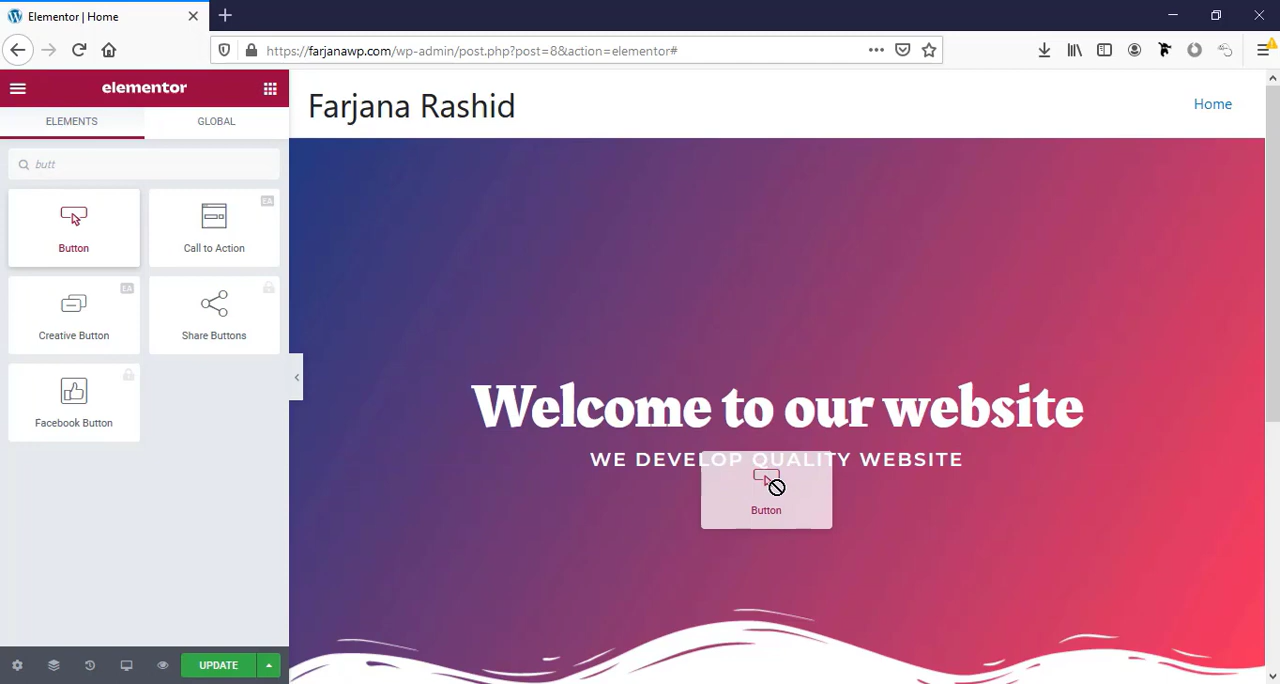 Elementor | Home
https://farjanawp.com/wp-admin/post.php?post=8&action=elementor#
elementor
ELEMENTS
GLOBAL
butt
Button
EA
Call to Action
EA
Creative Button
Share Buttons
Facebook Button
UPDATE
Farjana Rashid
Home
Welcome to our website
WE DEVELOP QUALITY WEBSITE
Button